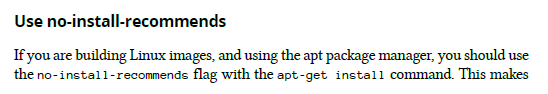 Use no-install-recommends
If you are building Linux images, and using the apt package manager, you should use
the no-install-recommends flag with the apt-get install command. This makes